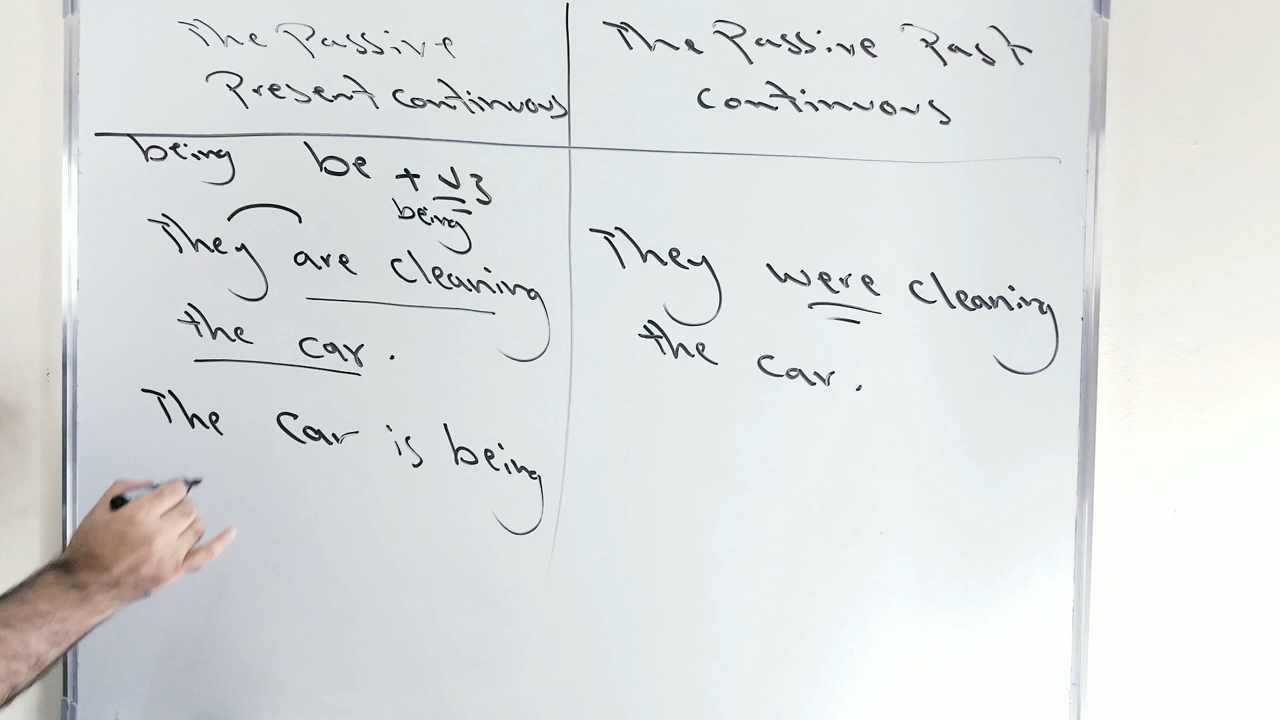 The Passive
Present continuous
being be + V3
being
They are cleaning
the car.
The car is being
The Passive Past
continuous
They were cleaning
the car.